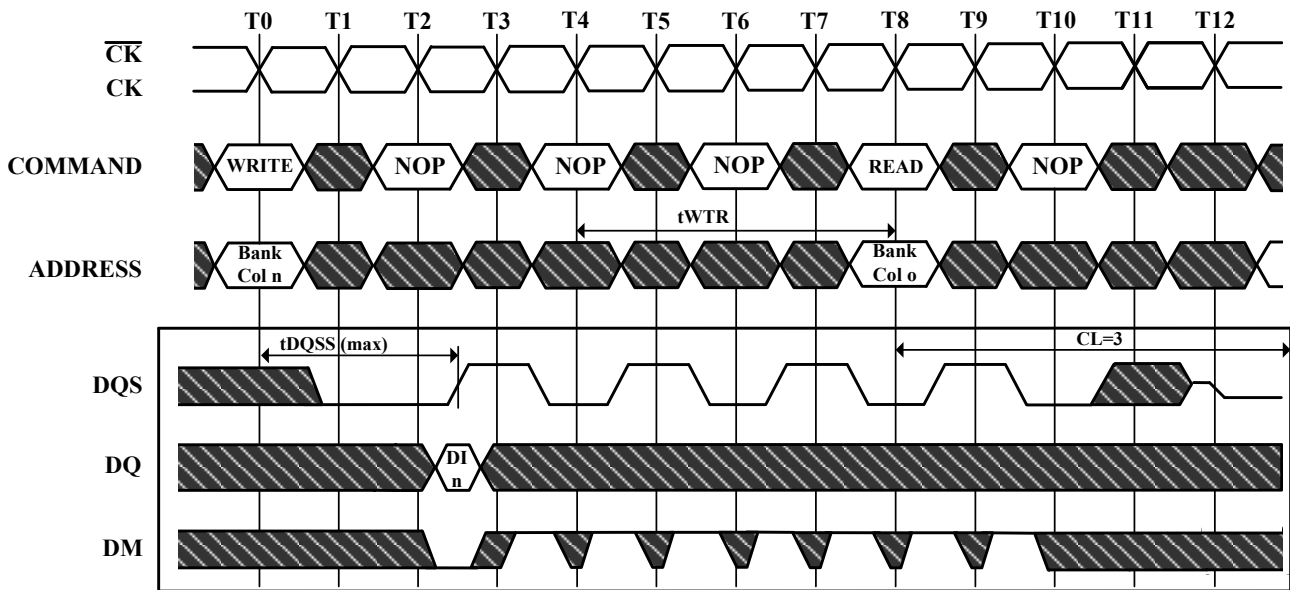 T0 T1 T2 T3 T4 T5 T6 T7 T8 T9 T10 T11 T12
CK
CK
COMMAND WRITE NOP NOP NOP READ NOP
tWTR
ADDRESS Bank Col n Bank Col o
tDQSS (max) CL=3
DQS
DQ DI n
DM